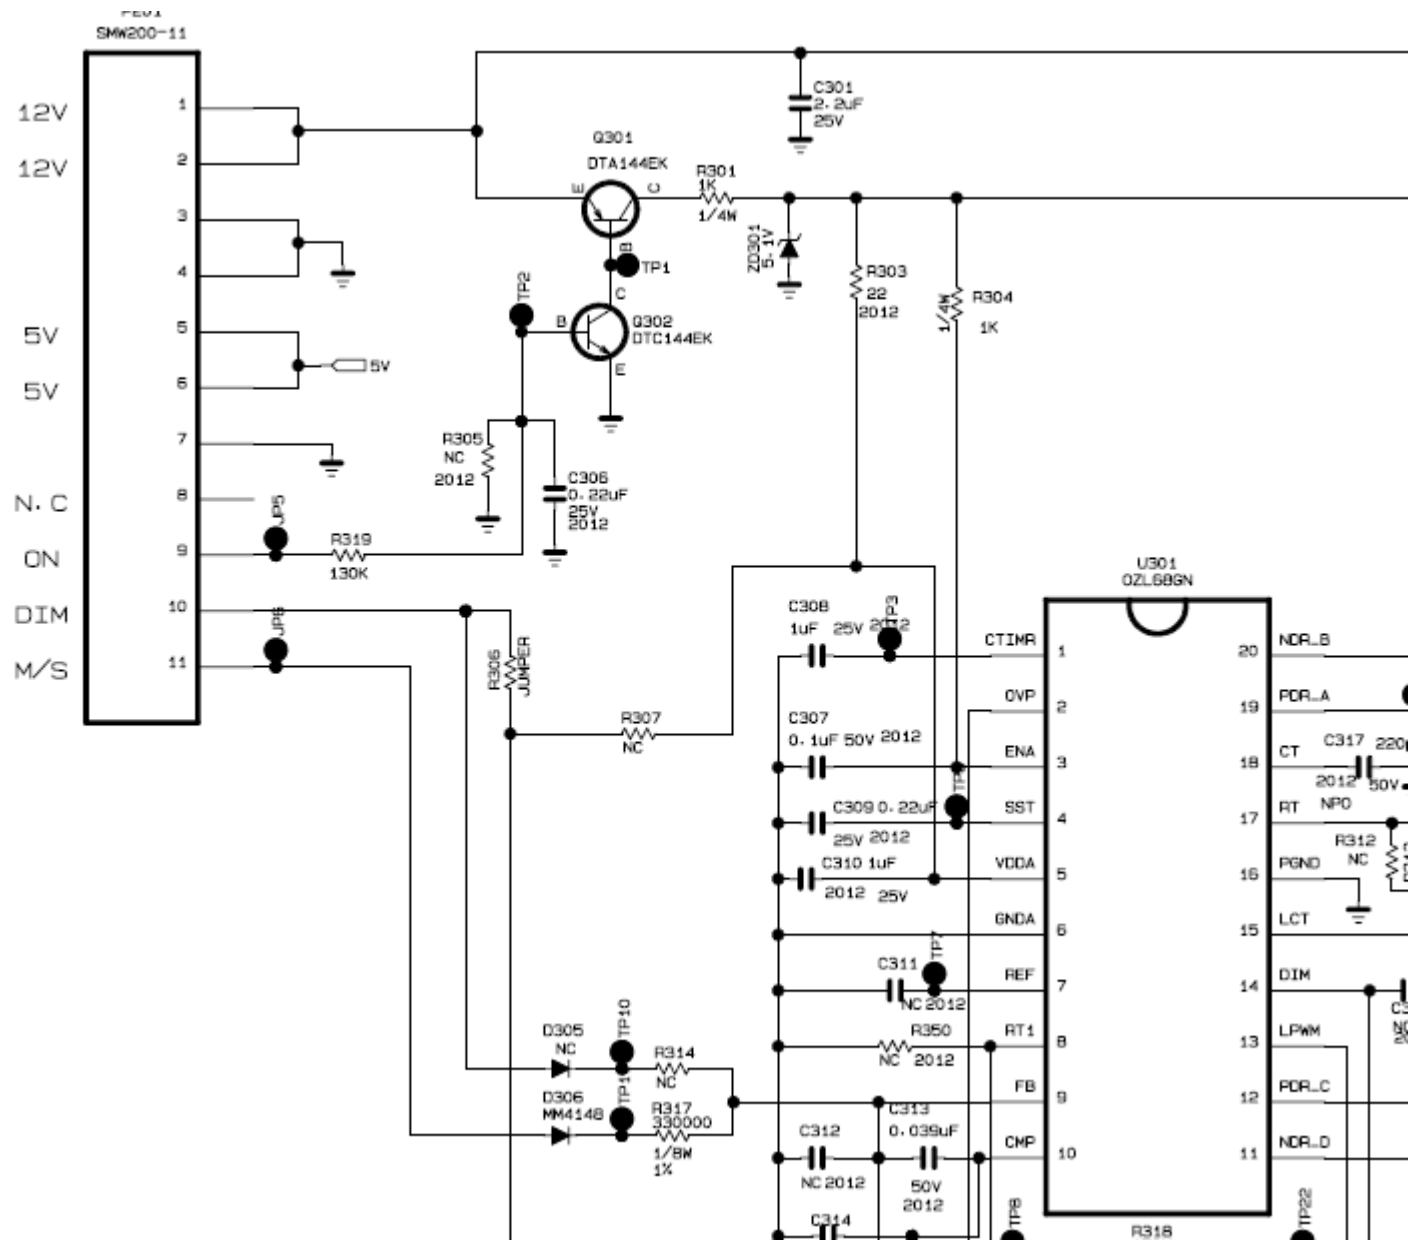 P201
SMW200-11
12V
12V
5V
5V
N.C
ON
DIM
M/S
1
2
3
4
5
6
7
8
9
10
11
5V
JP5
R319
130K
JP6
C301
2.2uF
25V
Q301
DTA144EK
E
C
B
TP1
R301
1K
1/4W
ZD301
5.1V
R303
22
2012
1/4W
R304
1K
TP2
B
C
Q302
DTC144EK
E
R305
NC
2012
C306
0.22uF
25V
2012
R306
JUMPER
R307
NC
U301
OZL68GN
C308
1uF 25V 2012
TP3
C307
0.1uF 50V 2012
C309 0.22uF
25V 2012
C310 1uF
2012 25V
TP7
C311
NC 2012
R350
NC 2012
CTIMR
OVP
ENA
SST
VDDA
GNDA
REF
RT1
FB
CMP
1
2
3
4
5
6
7
8
9
10
20
19
18
17
16
15
14
13
12
11
NDR_B
PDR_A
CT
RT
PGND
LCT
DIM
LPWM
PDR_C
NDR_D
C317
2012
50V
NPO
R312
NC
D305
NC
TP10
R314
NC
D306
MM4148
R317
330000
1/8W
1%
C312
NC 2012
C313
0.039uF
50V
2012
C314
TP8
R318
TP22